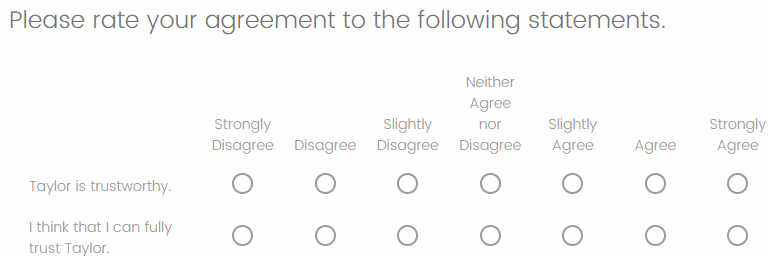 Please rate your agreement to the following statements.
Neither
Agree
Strongly Slightly nor Slightly Strongly
Disagree Disagree Disagree Disagree Agree Agree Agree
Taylor is trustworthy.
I think that I can fully
trust Taylor.